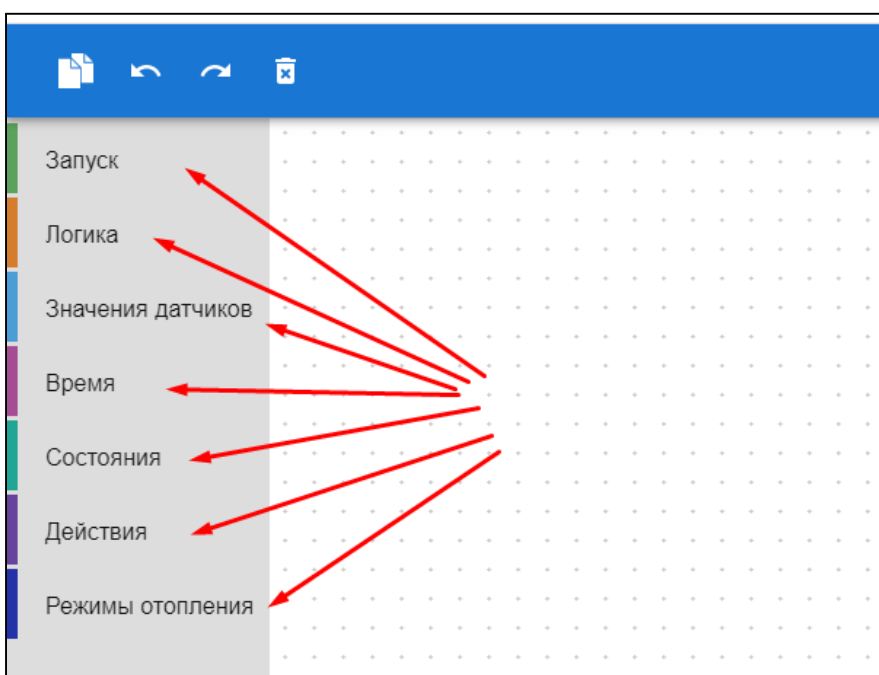 Запуск
Логика
Значения датчиков
Время
Состояния
Действия
Режимы отопления